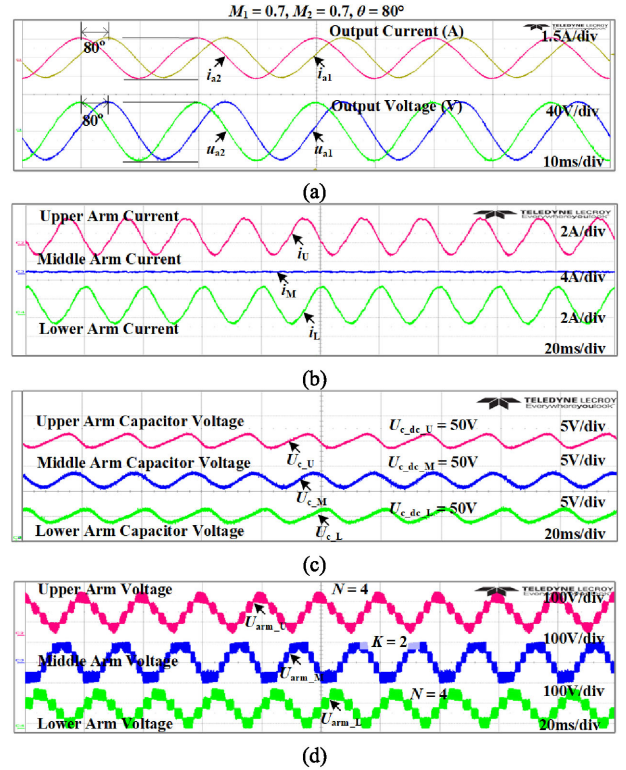 M1 = 0.7, M2 = 0.7, θ = 80°
TELEDYNE LECROY
Everywhereyoulook
Output Current (A)
1.5A/div
80°
ia2
ia1
Output Voltage (V)
40V/div
80°
ua2
ua1
10ms/div
(a)
Upper Arm Current
TELEDYNE LECROY
Everywhereyoulook
2A/div
iU
Middle Arm Current
4A/div
iM
2A/div
Lower Arm Current
iL
20ms/div
(b)
TELEDYNE LECROY
Everywhereyoulook
Upper Arm Capacitor Voltage
Uc_dc_U = 50V
5V/div
Uc_U
Middle Arm Capacitor Voltage
Uc_dc_M = 50V
5V/div
Uc_M
5V/div
Uc_dc_L = 50V
Lower Arm Capacitor Voltage
Uc_L
20ms/div
(c)
Upper Arm Voltage
N = 4
TELEDYNE LECROY
Everywhereyoulook
100V/div
Uarm_U
K = 2
100V/div
Middle Arm Voltage
Uarm_M
N = 4
100V/div
Lower Arm Voltage
Uarm_L
20ms/div
(d)